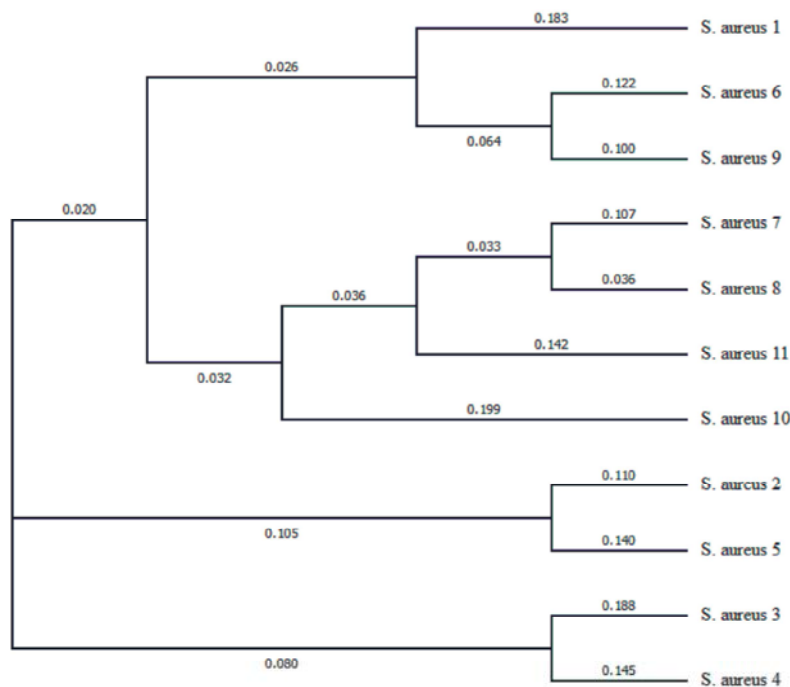 0.183
S. aureus 1
0.026
0.122
S. aureus 6
0.064
0.100
S. aureus 9
0.020
0.107
S. aureus 7
0.033
0.036
S. aureus 8
0.036
0.142
S. aureus 11
0.032
0.199
S. aureus 10
0.110
S. aurcus 2
0.105
0.140
S. aureus 5
0.188
S. aureus 3
0.080
0.145
S. aureus 4